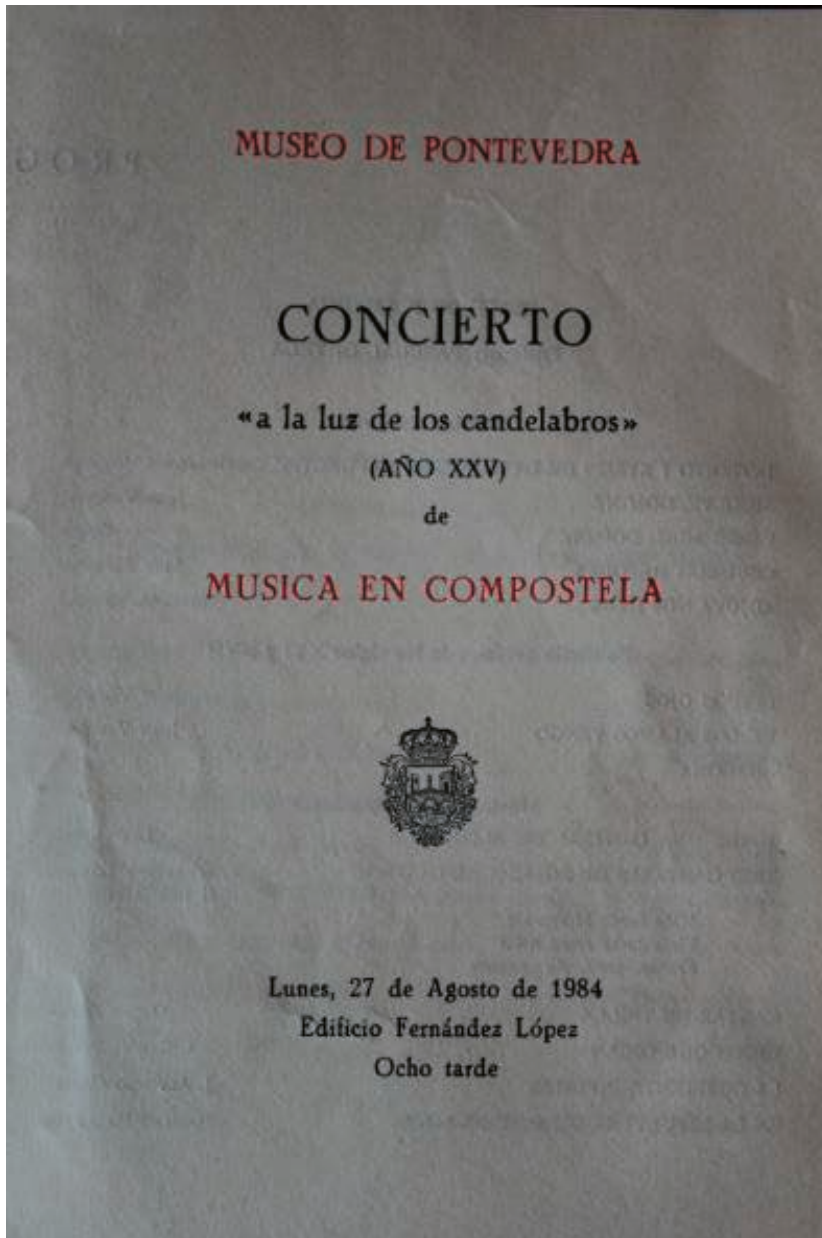 MUSEO DE PONTEVEDRA
CONCIERTO
«a la luz de los candelabros»
(AÑO XXV)
de
MUSICA EN COMPOSTELA
Lunes, 27 de Agosto de 1984
Edificio Fernández López
Ocho tarde